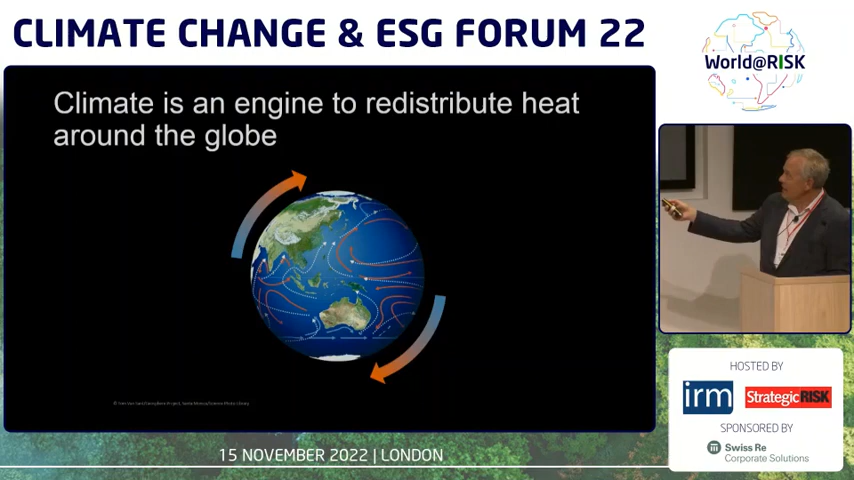 CLIMATE CHANGE & ESG FORUM 22
World@RISK
Climate is an engine to redistribute heat
around the globe
HOSTED BY
irm
StrategicRISK
SPONSORED BY
Swiss Re
Corporate Solutions
15 NOVEMBER 2022 | LONDON